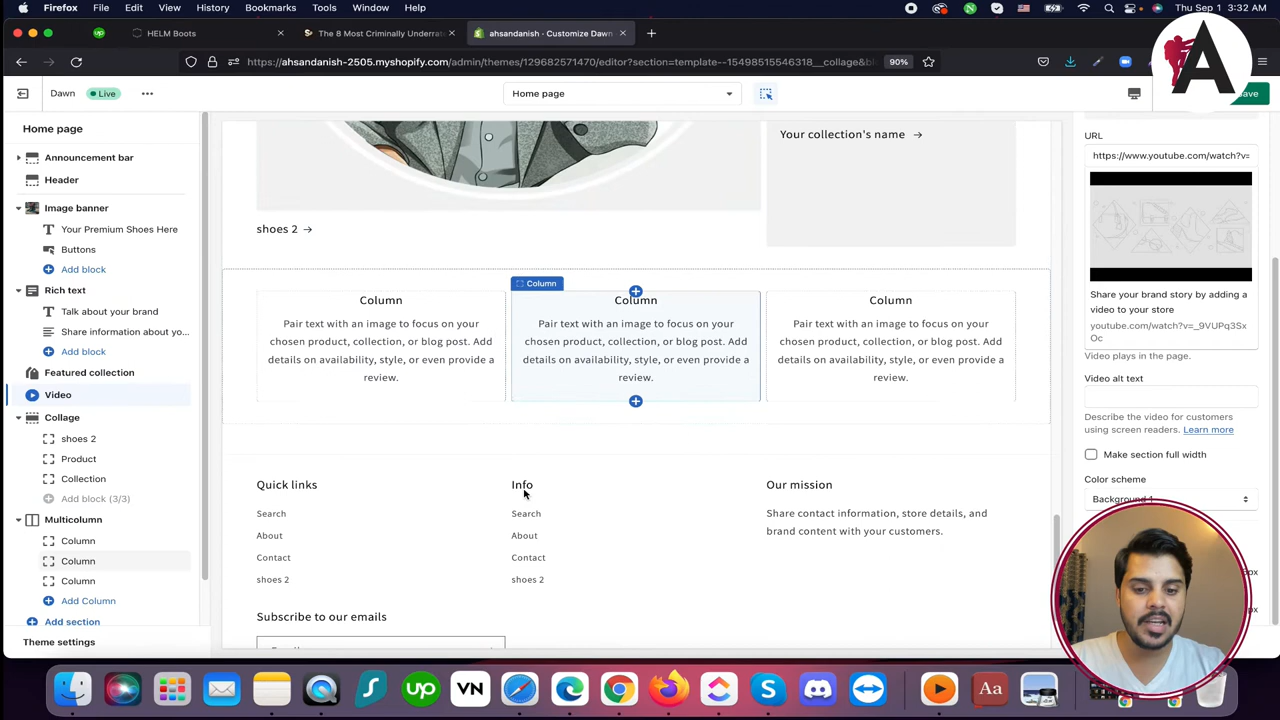 Firefox File Edit View History Bookmarks Tools Window Help
Thu May 5 3:32 AM
HELM Boots
The 8 Most Criminally Underrat
ahsandanish · Customize Dawn
https://ahsandanish-2505.myshopify.com/admin/themes/129682571470/editor?section=template--15498515546318__collage&bl
90%
A
Dawn Live
Home page
ave
Home page
Announcement bar
Header
Image banner
Your Premium Shoes Here
Buttons
Add block
Rich text
Talk about your brand
Share information about yo...
Add block
Featured collection
Video
Collage
shoes 2
Product
Collection
Add block (3/3)
Multicolumn
Column
Column
Column
Add Column
Add section
Theme settings
Your collection's name →
shoes 2 →
Column
Column
Pair text with an image to focus on your
chosen product, collection, or blog post. Add
details on availability, style, or even provide a
review.
Column
Pair text with an image to focus on your
chosen product, collection, or blog post. Add
details on availability, style, or even provide a
review.
Column
Pair text with an image to focus on your
chosen product, collection, or blog post. Add
details on availability, style, or even provide a
review.
Quick links
Search
About
Contact
shoes 2
Info
Search
About
Contact
shoes 2
Our mission
Share contact information, store details, and
brand content with your customers.
Subscribe to our emails
URL
https://www.youtube.com/watch?v=
Share your brand story by adding a
video to your store
youtube.com/watch?v=_9VUPq3Sx
Oc
Video plays in the page.
Video alt text
Describe the video for customers
using screen readers. Learn more
Make section full width
Color scheme
Background 1
px
px
up
VN
Aa